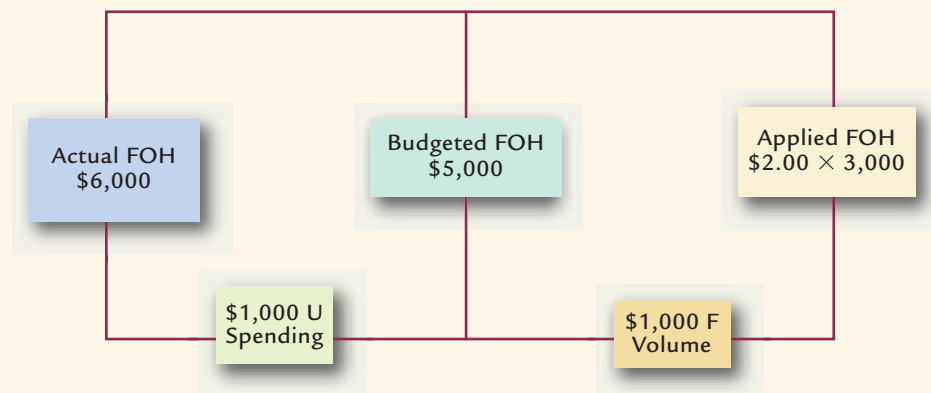 Actual FOH
$6,000
Budgeted FOH
$5,000
Applied FOH
$2.00 × 3,000
$1,000 U
Spending
$1,000 F
Volume